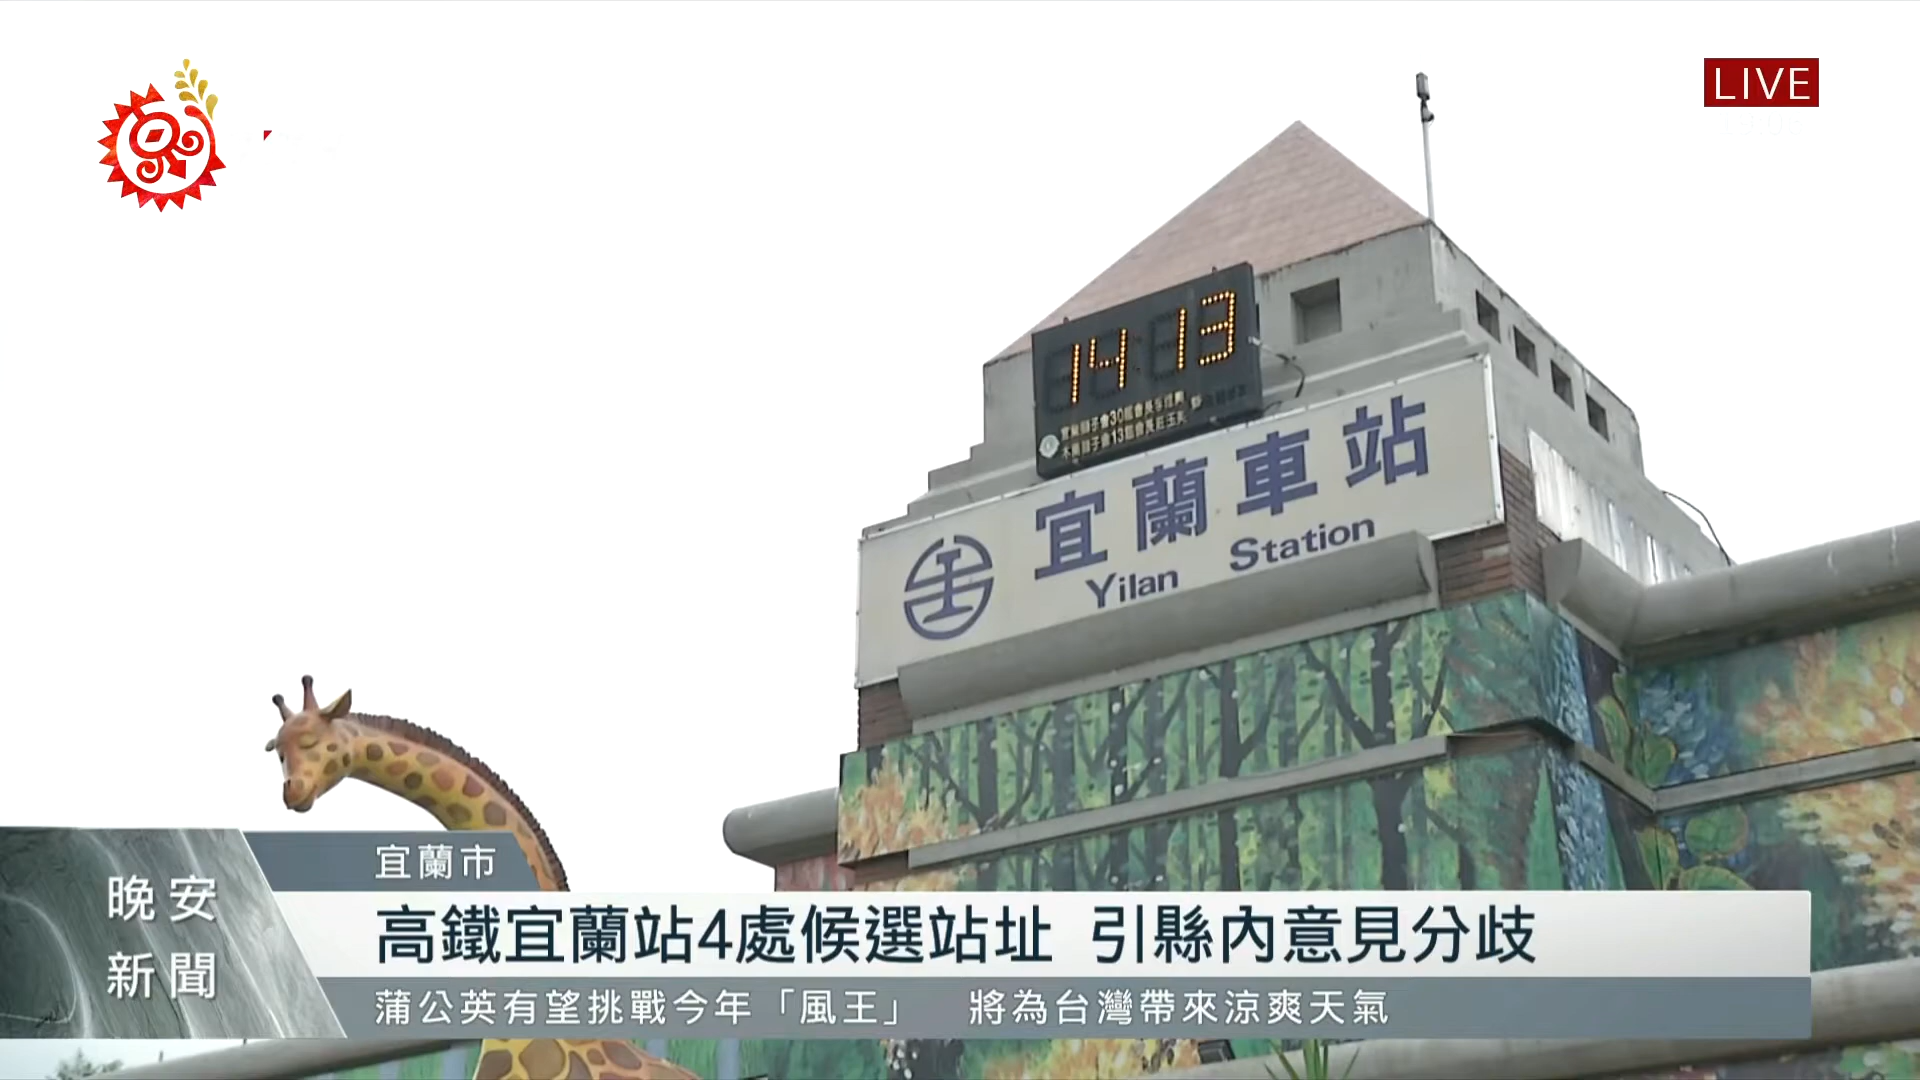 LIVE
14 13
宜蘭車站
Yilan Station
宜蘭市
晚安
新聞
高鐵宜蘭站4處候選站址 引縣內意見分歧
蒲公英有望挑戰今年「風王」 將為台灣帶來涼爽天氣